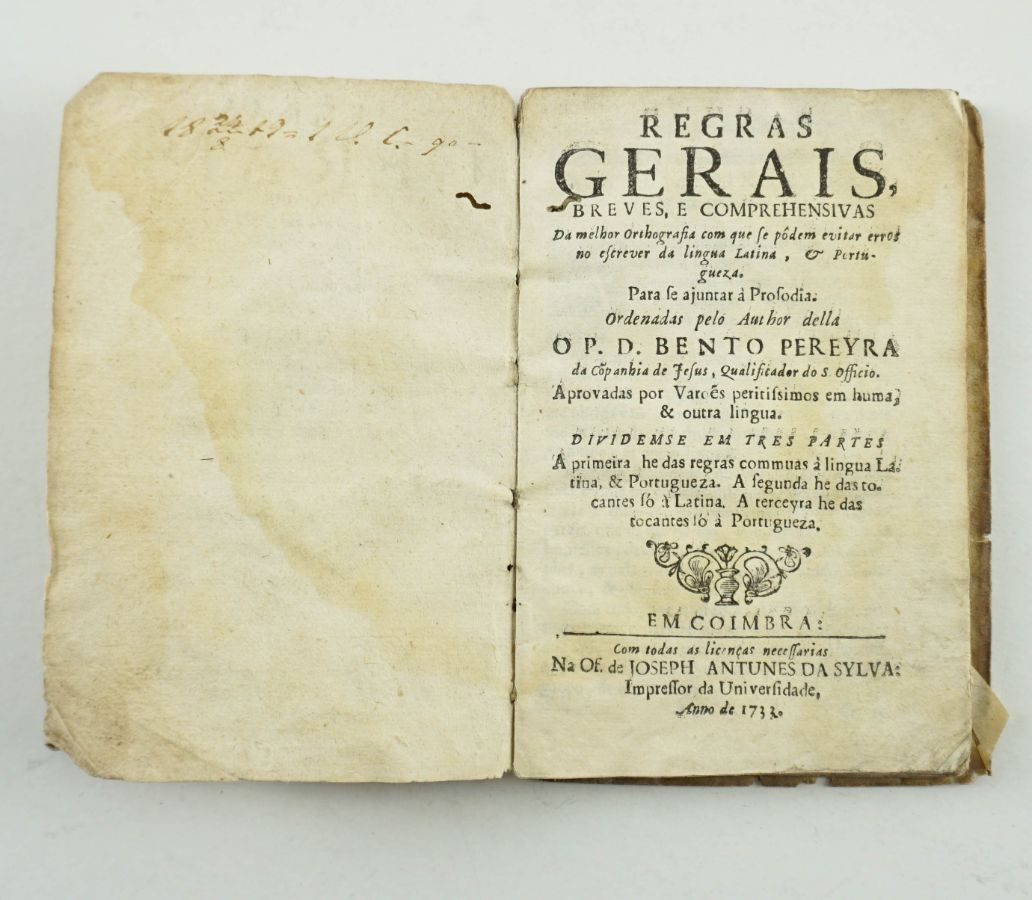 REGRAS
GERAIS,
BREVES, E COMPREHENSIVAS
Da melhor Orthografia com que ſe pôdem evitar erros
no eſcrever da lingua Latina, & Portu-
gueza.
Para ſe ajuntar à Proſodia.
Ordenadas pelo Author della
O P. D. BENTO PEREYRA
da Cõpanhia de Jeſus, Qualificador do S. Officio.
Aprovadas por Varoẽs peritiſsimos em huma,
& outra lingua.
DIVIDEMSE EM TRES PARTES
A primeira he das regras commuas à lingua La-
tina, & Portugueza. A ſegunda he das to-
cantes ſó à Latina. A terceyra he das
tocantes ſó à Portugueza.
EM COIMBRA:
Com todas as licenças neceſſarias
Na Of. de JOSEPH ANTUNES DA SYLVA:
Impreſſor da Univerſidade,
Anno de 1733.